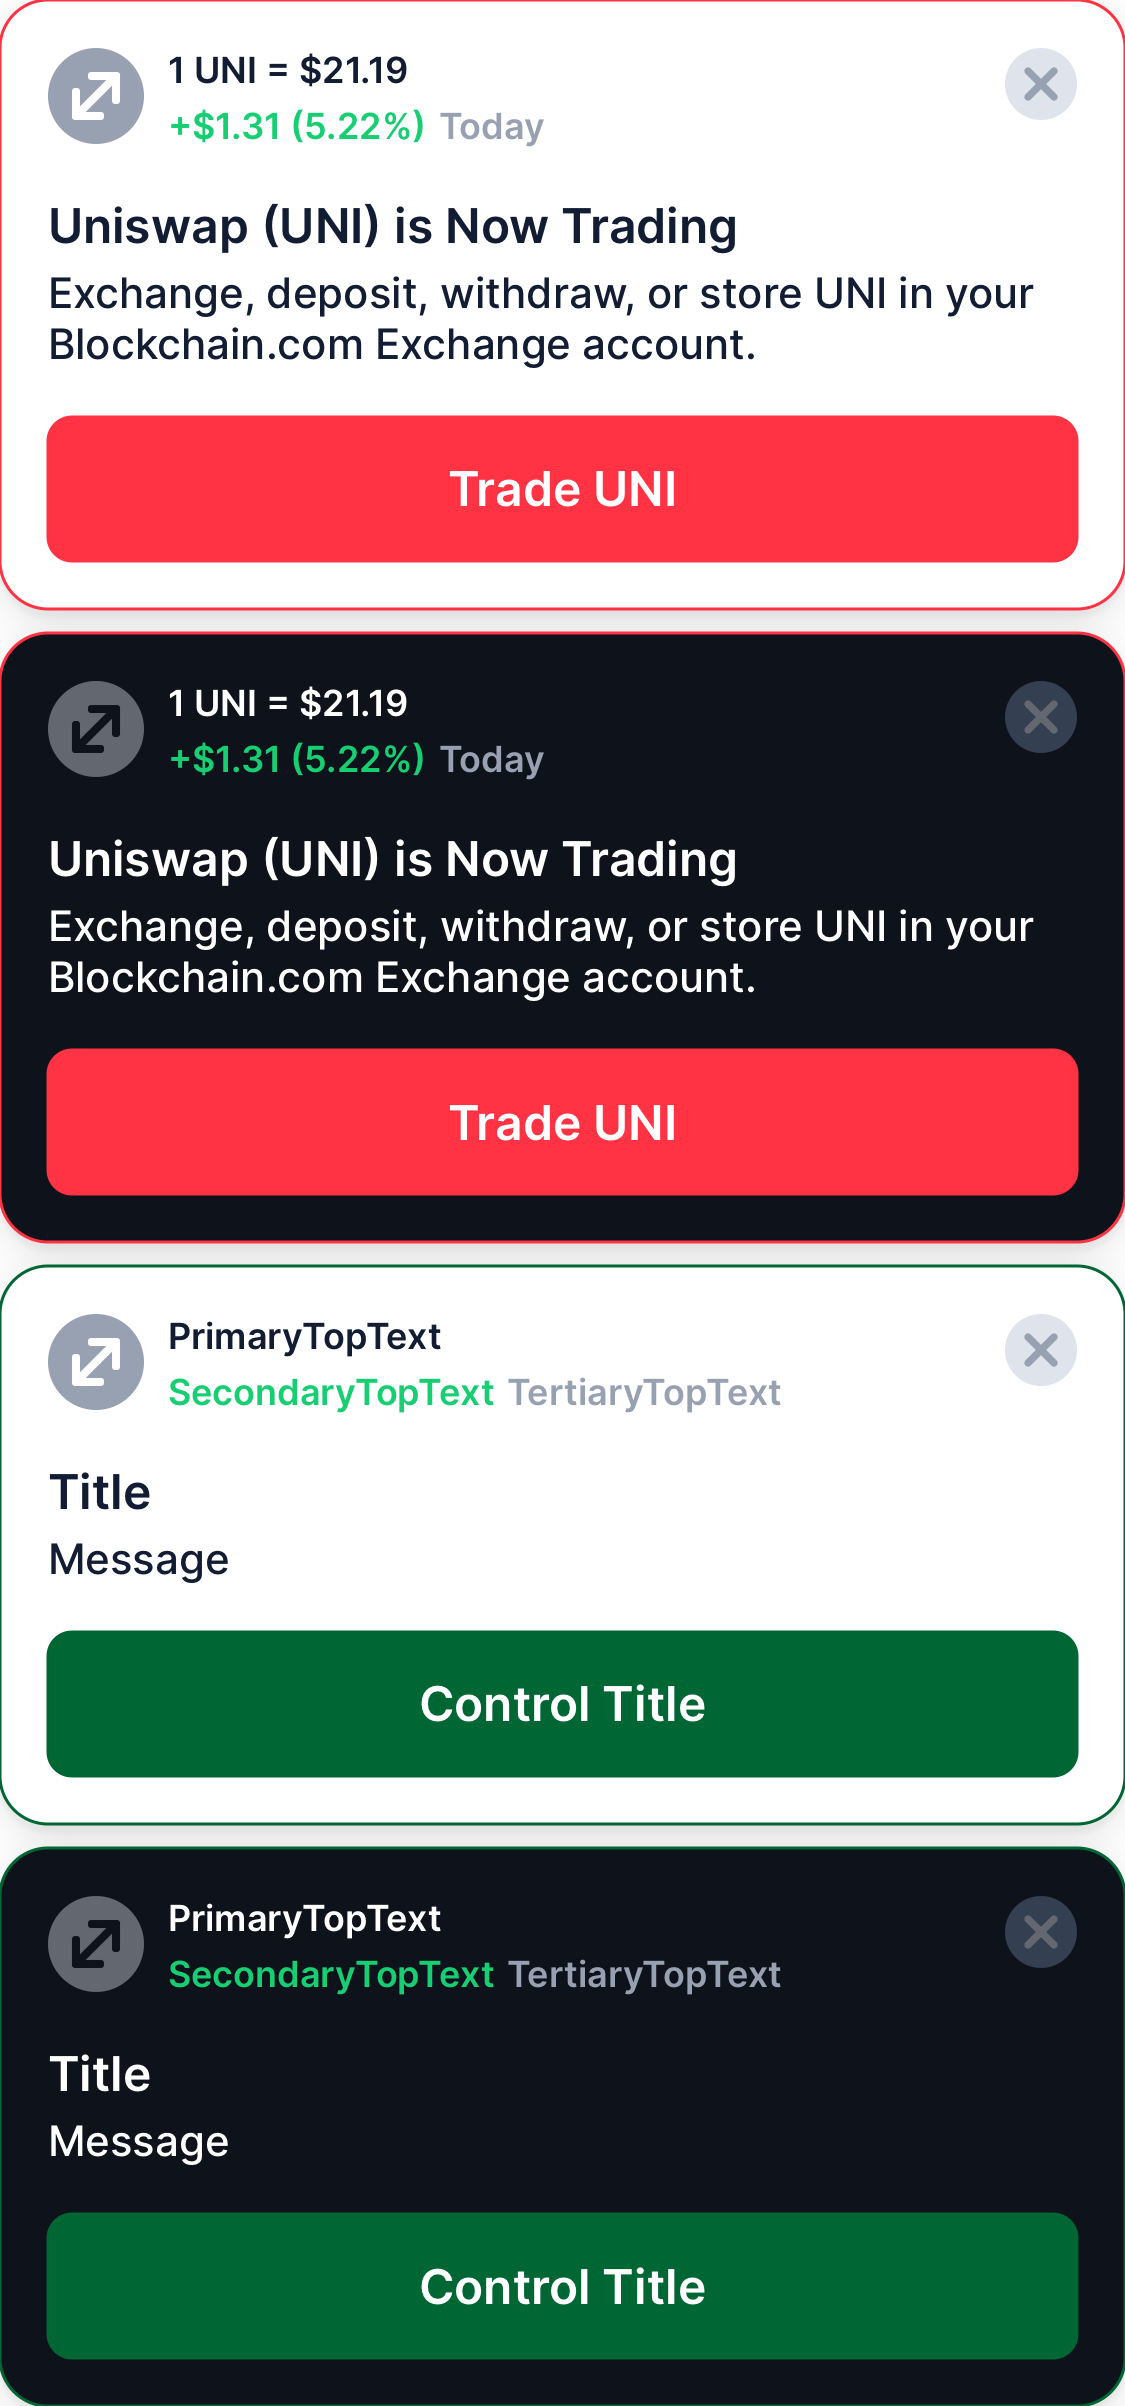 1 UNI = $21.19
+$1.31 (5.22%) Today
Uniswap (UNI) is Now Trading
Exchange, deposit, withdraw, or store UNI in your
Blockchain.com Exchange account.
Trade UNI
1 UNI = $21.19
+$1.31 (5.22%) Today
Uniswap (UNI) is Now Trading
Exchange, deposit, withdraw, or store UNI in your
Blockchain.com Exchange account.
Trade UNI
PrimaryTopText
SecondaryTopText TertiaryTopText
Title
Message
Control Title
PrimaryTopText
SecondaryTopText TertiaryTopText
Title
Message
Control Title